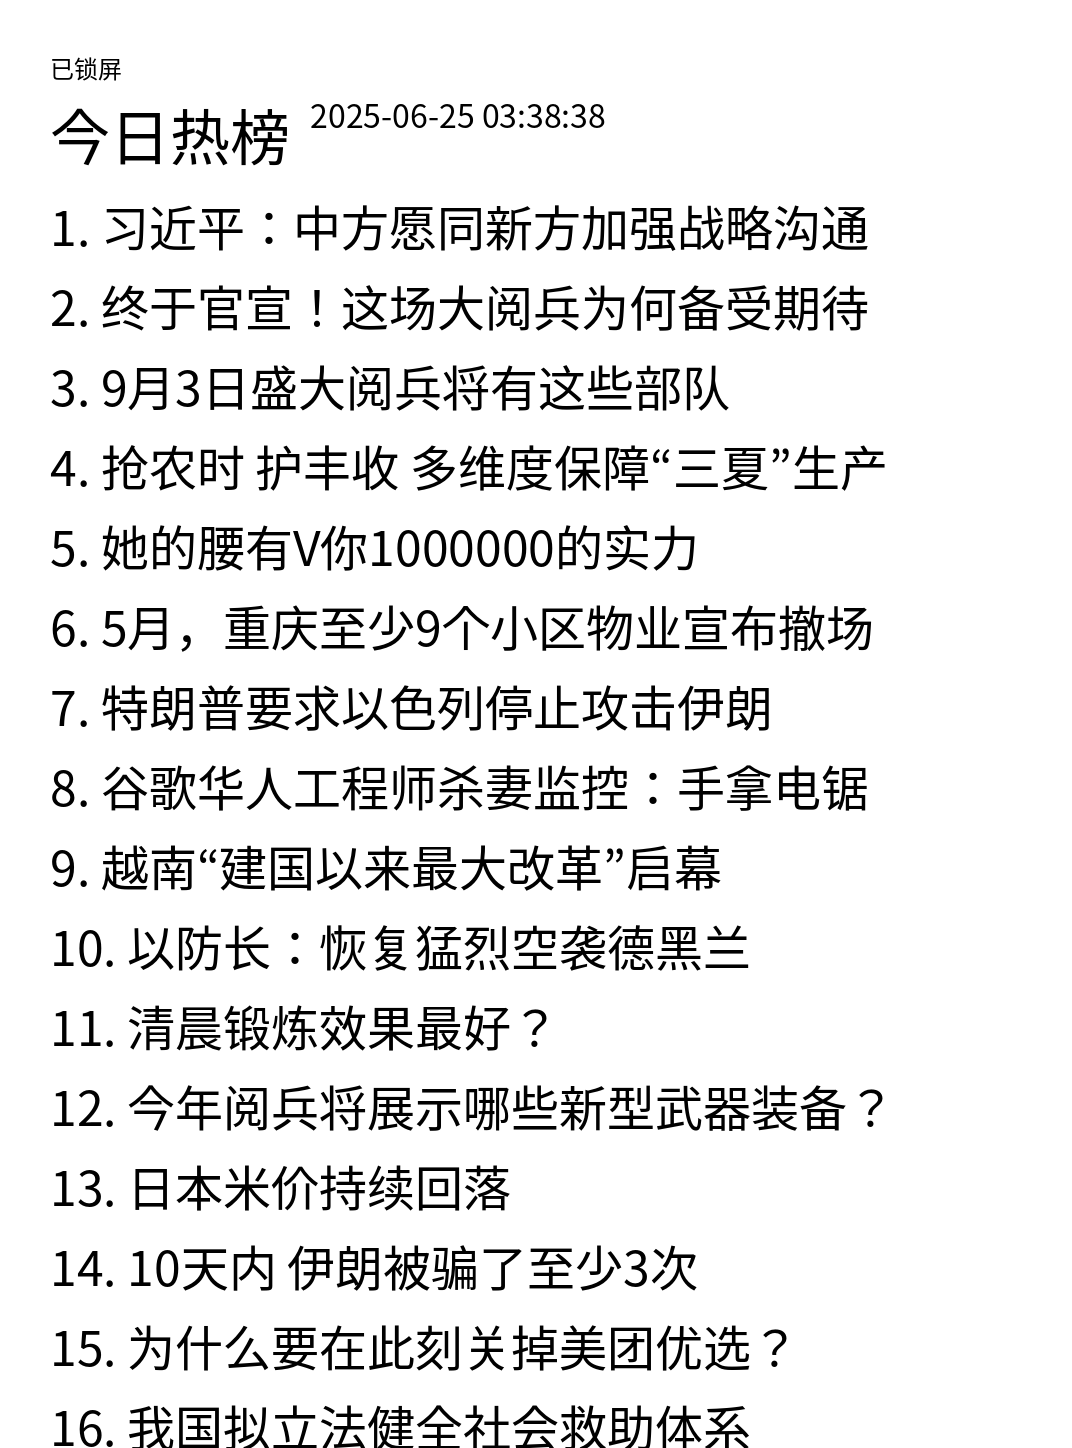 已锁屏
今日热榜 2025-06-25 03:38:38
1. 习近平：中方愿同新方加强战略沟通
2. 终于官宣！这场大阅兵为何备受期待
3. 9月3日盛大阅兵将有这些部队
4. 抢农时 护丰收 多维度保障“三夏”生产
5. 她的腰有V你1000000的实力
6. 5月，重庆至少9个小区物业宣布撤场
7. 特朗普要求以色列停止攻击伊朗
8. 谷歌华人工程师杀妻监控：手拿电锯
9. 越南“建国以来最大改革”启幕
10. 以防长：恢复猛烈空袭德黑兰
11. 清晨锻炼效果最好？
12. 今年阅兵将展示哪些新型武器装备？
13. 日本米价持续回落
14. 10天内 伊朗被骗了至少3次
15. 为什么要在此刻关掉美团优选？
16. 我国拟立法健全社会救助体系